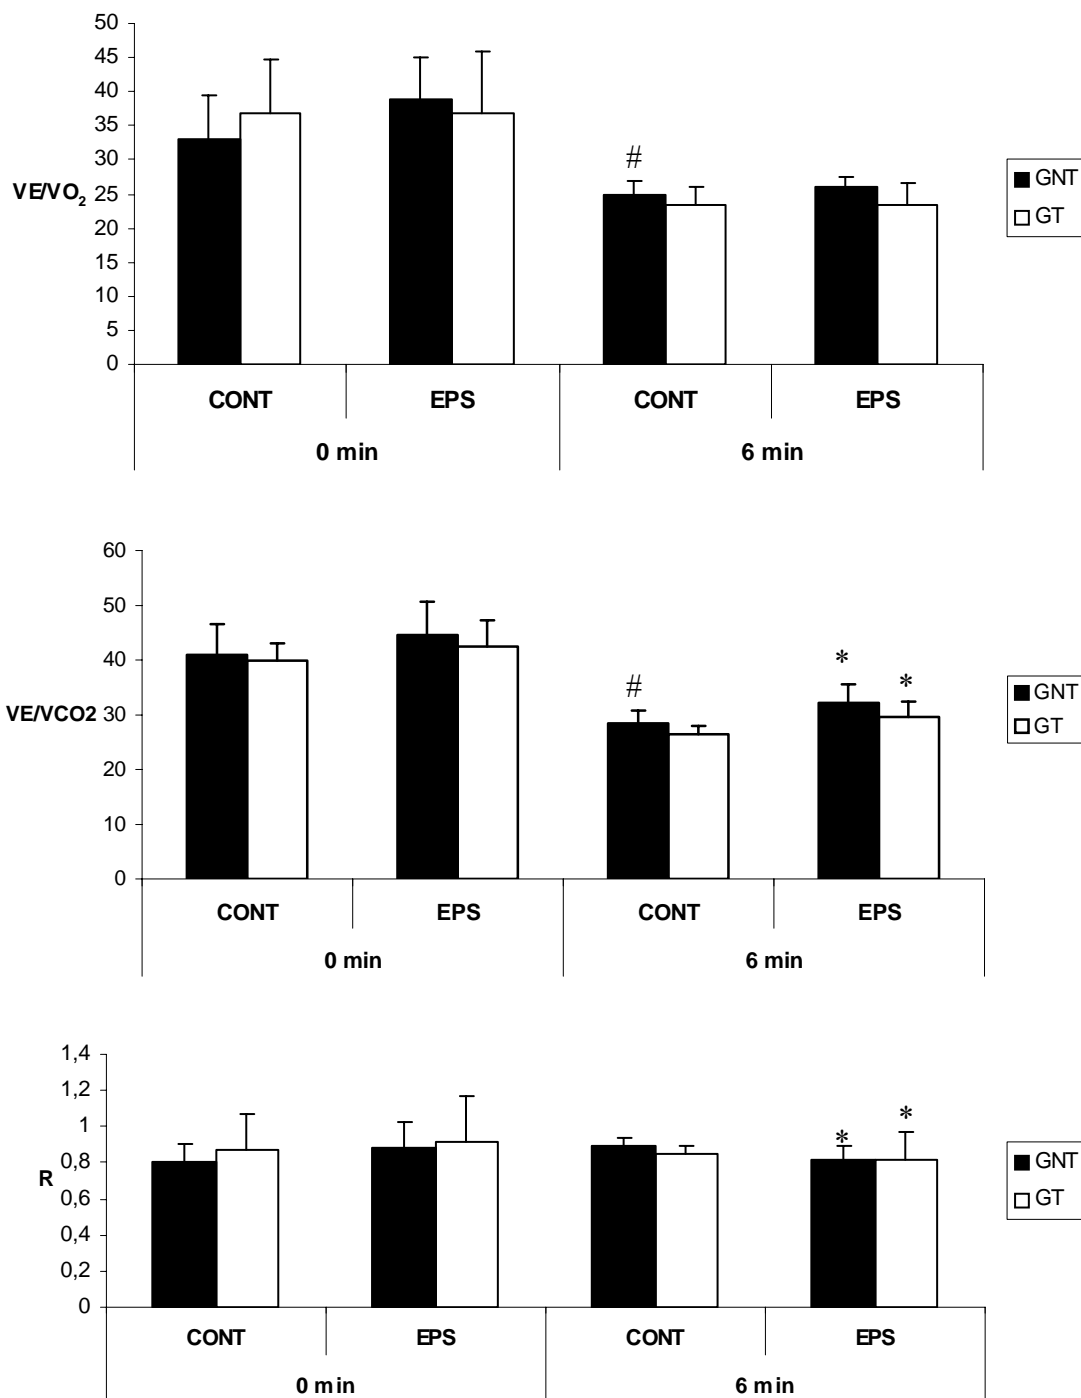 50
45
40
35
30
25
20
15
10
5
0
VE/VO2
#
GNT
GT
CONT EPS CONT EPS
0 min 6 min
60
50
40
30
20
10
0
VE/VCO2
#
*
*
GNT
GT
CONT EPS CONT EPS
0 min 6 min
1,4
1,2
1
0,8
0,6
0,4
0,2
0
R
*
*
GNT
GT
CONT EPS CONT EPS
0 min 6 min